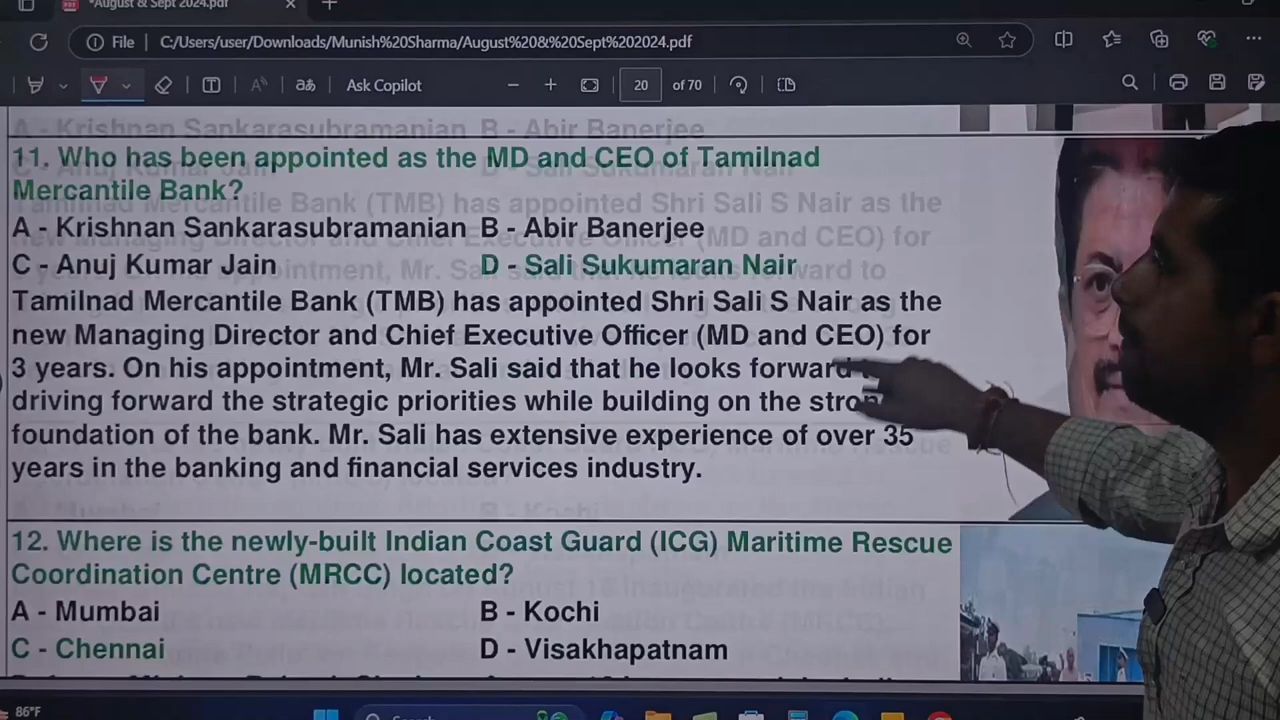 *August & Sept 2024.pdf
File
C:/Users/user/Downloads/Munish%20Sharma/August%20&%20Sept%202024.pdf
Ask Copilot
20
of 70
A - Krishnan Sankarasubramanian B - Abir Banerjee
11. Who has been appointed as the MD and CEO of Tamilnad
Mercantile Bank?
A - Krishnan Sankarasubramanian B - Abir Banerjee
C - Anuj Kumar Jain D - Sali Sukumaran Nair
Tamilnad Mercantile Bank (TMB) has appointed Shri Sali S Nair as the
new Managing Director and Chief Executive Officer (MD and CEO) for
3 years. On his appointment, Mr. Sali said that he looks forward
driving forward the strategic priorities while building on the
foundation of the bank. Mr. Sali has extensive experience of over 35
years in the banking and financial services industry.
12. Where is the newly-built Indian Coast Guard (ICG) Maritime Rescue
Coordination Centre (MRCC) located?
A - Mumbai B - Kochi
C - Chennai D - Visakhapatnam
86°F
Search